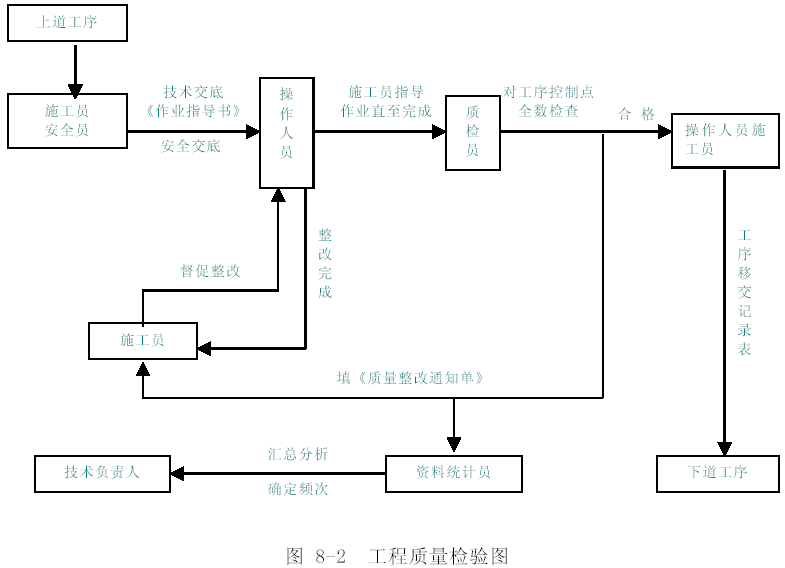 上道工序
施工员
安全员
技术交底
《作业指导书》
安全交底
操
作
人
员
施工员指导
作业直至完成
质
检
员
对工序控制点
全数检查
合 格
操作人员施
工员
督促整改
整
改
完
成
工
序
移
交
记
录
表
施工员
填《质量整改通知单》
技术负责人
汇总分析
确定频次
资料统计员
下道工序
图 8-2 工程质量检验图